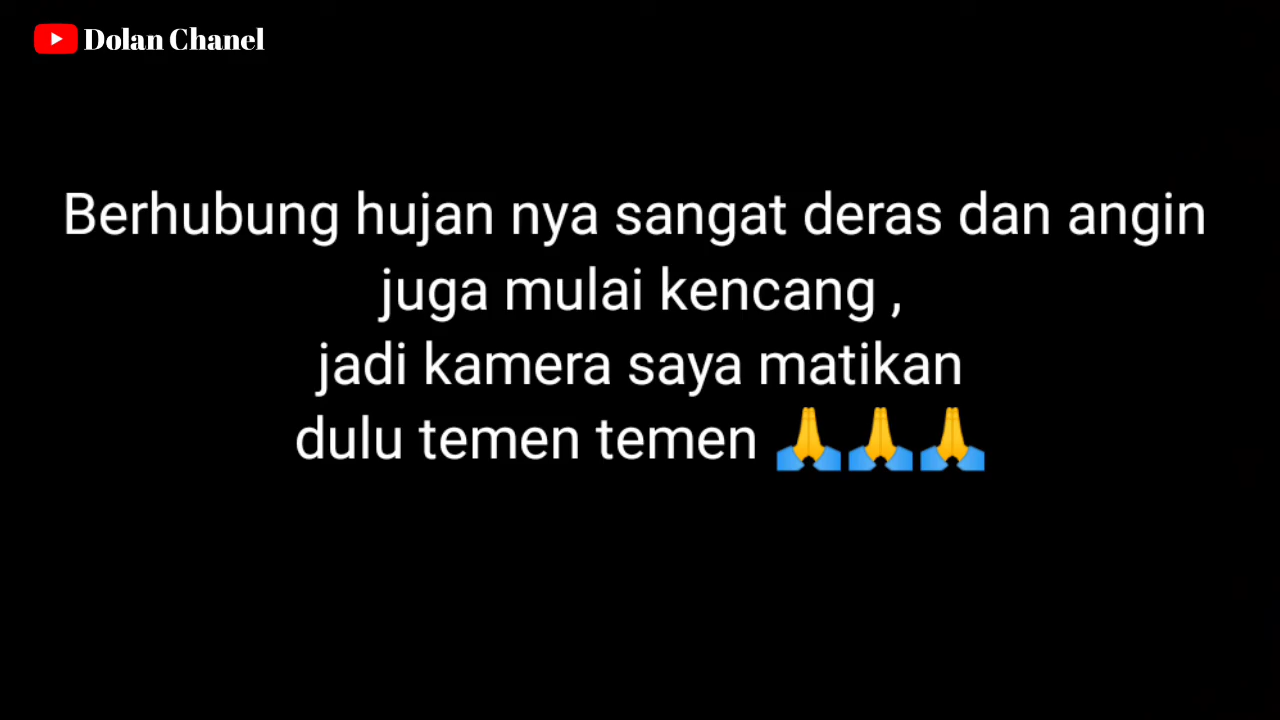 Dolan Chanel
Berhubung hujan nya sangat deras dan angin
juga mulai kencang ,
jadi kamera saya matikan
dulu temen temen 🙏🙏🙏